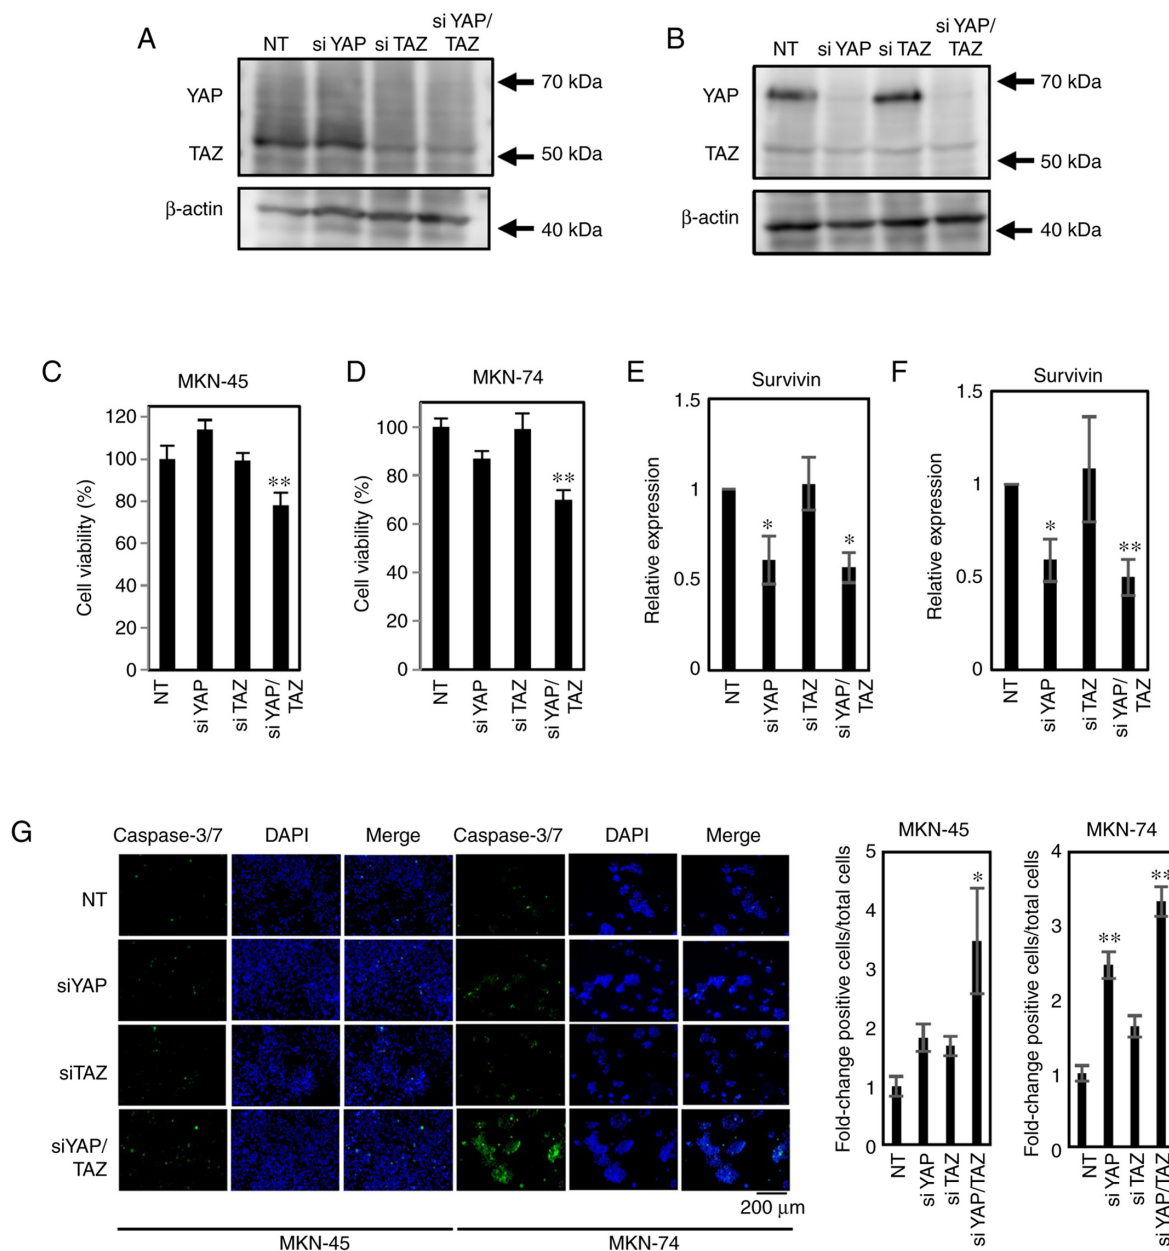 A
NT
si YAP
si TAZ
si YAP/
TAZ
YAP
TAZ
β-actin
70 kDa
50 kDa
40 kDa
B
NT
si YAP
si TAZ
si YAP/
TAZ
YAP
TAZ
β-actin
70 kDa
50 kDa
40 kDa
C
MKN-45
Cell viability (%)
120
100
80
60
40
20
0
**
NT
si YAP
si TAZ
si YAP/
TAZ
D
MKN-74
Cell viability (%)
100
80
60
40
20
0
**
NT
si YAP
si TAZ
si YAP/
TAZ
E
Survivin
Relative expression
1.5
1
0.5
0
*
*
NT
si YAP
si TAZ
si YAP/
TAZ
F
Survivin
Relative expression
1.5
1
0.5
0
*
**
NT
si YAP
si TAZ
si YAP/
TAZ
G
Caspase-3/7
DAPI
Merge
Caspase-3/7
DAPI
Merge
NT
siYAP
siTAZ
siYAP/
TAZ
200 μm
MKN-45
MKN-74
MKN-45
Fold-change positive cells/total cells
5
4
3
2
1
0
*
NT
si YAP
si TAZ
si YAP/TAZ
MKN-74
Fold-change positive cells/total cells
4
3
2
1
0
**
**
NT
si YAP
si TAZ
si YAP/TAZ